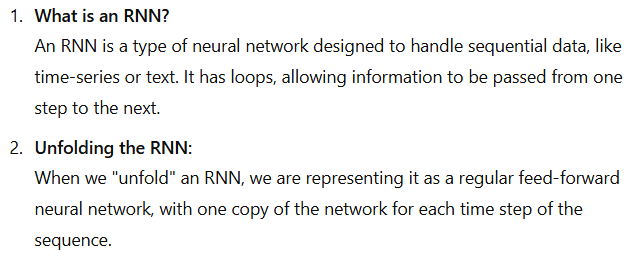 1. What is an RNN?
An RNN is a type of neural network designed to handle sequential data, like
time-series or text. It has loops, allowing information to be passed from one
step to the next.
2. Unfolding the RNN:
When we "unfold" an RNN, we are representing it as a regular feed-forward
neural network, with one copy of the network for each time step of the
sequence.